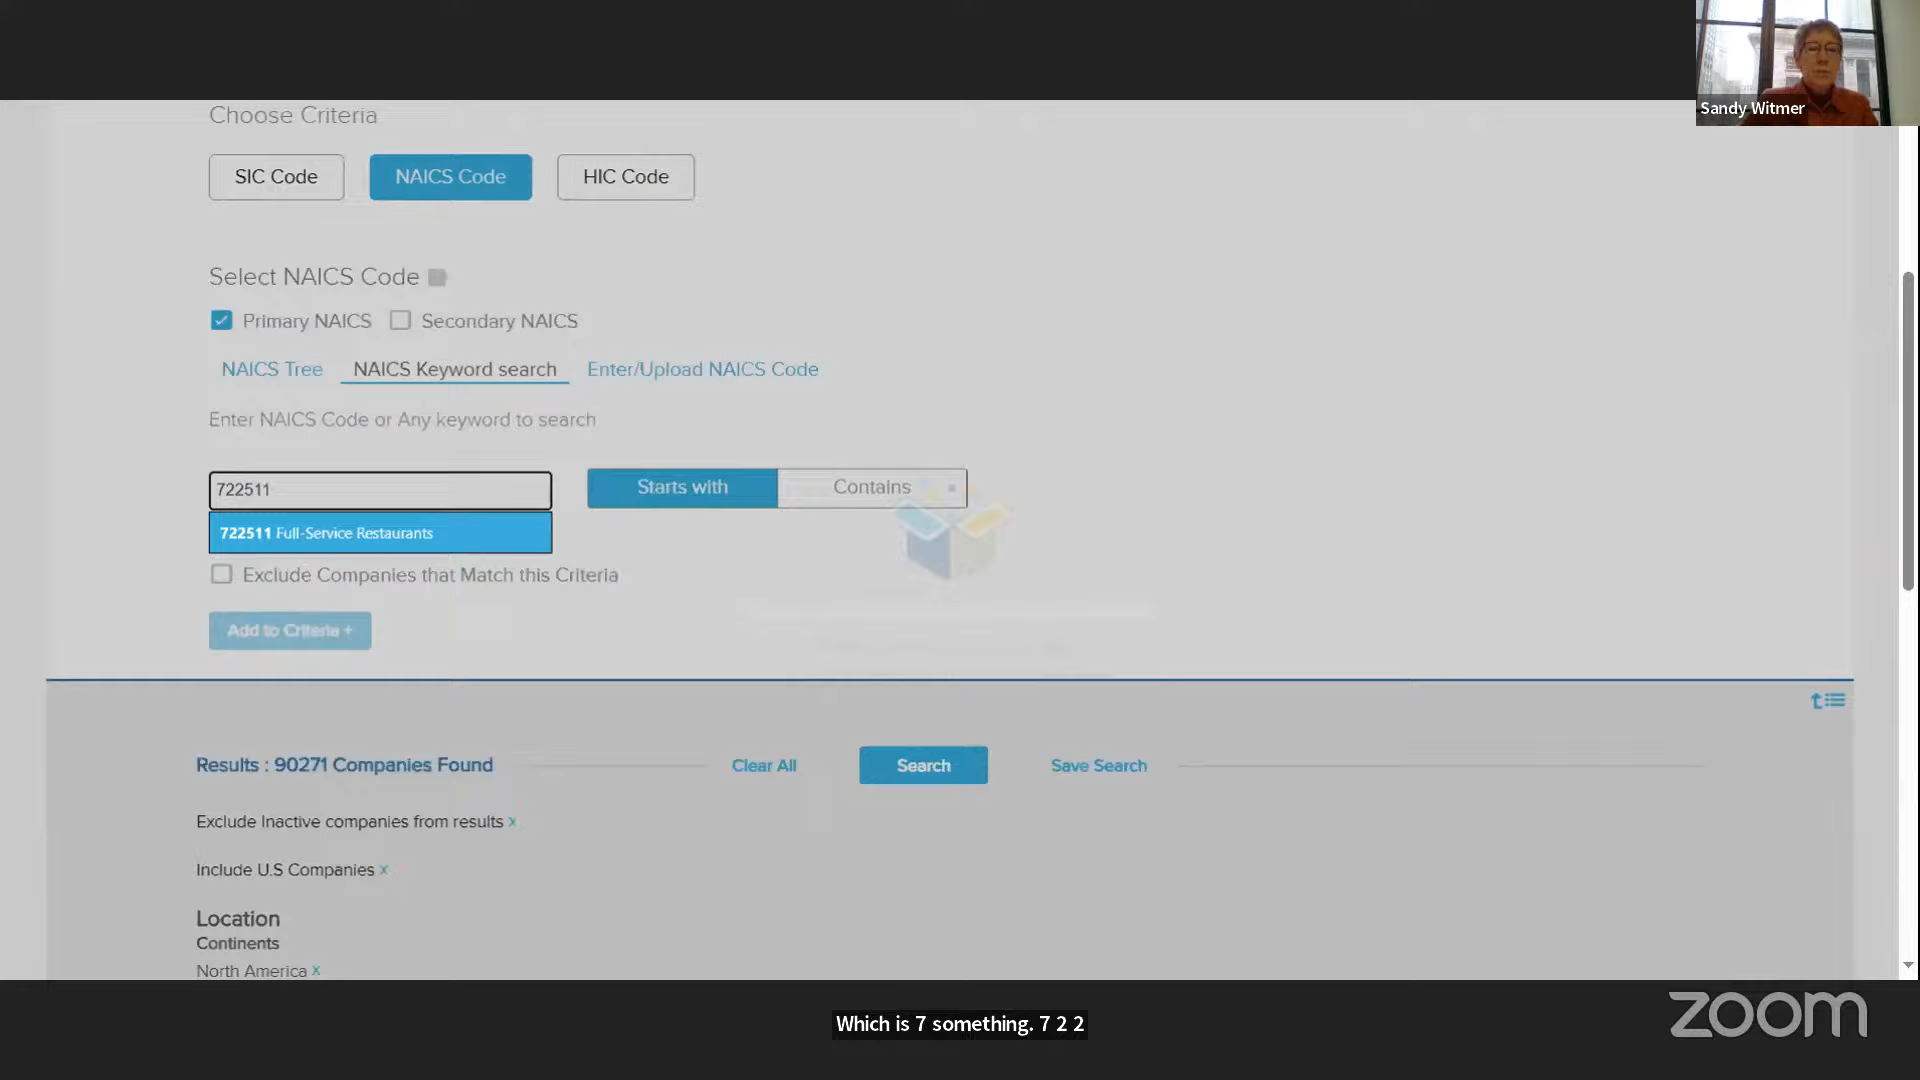 Sandy Witmer
Choose Criteria
SIC Code
NAICS Code
HIC Code
Select NAICS Code
Primary NAICS
Secondary NAICS
NAICS Tree
NAICS Keyword search
Enter/Upload NAICS Code
Enter NAICS Code or Any keyword to search
722511
Starts with
Contains
722511 Full-Service Restaurants
Exclude Companies that Match this Criteria
Add to Criteria +
Results : 90271 Companies Found
Clear All
Search
Save Search
Exclude Inactive companies from results x
Include U.S Companies x
Location
Continents
North America x
Which is 7 something. 7 2 2
zoom